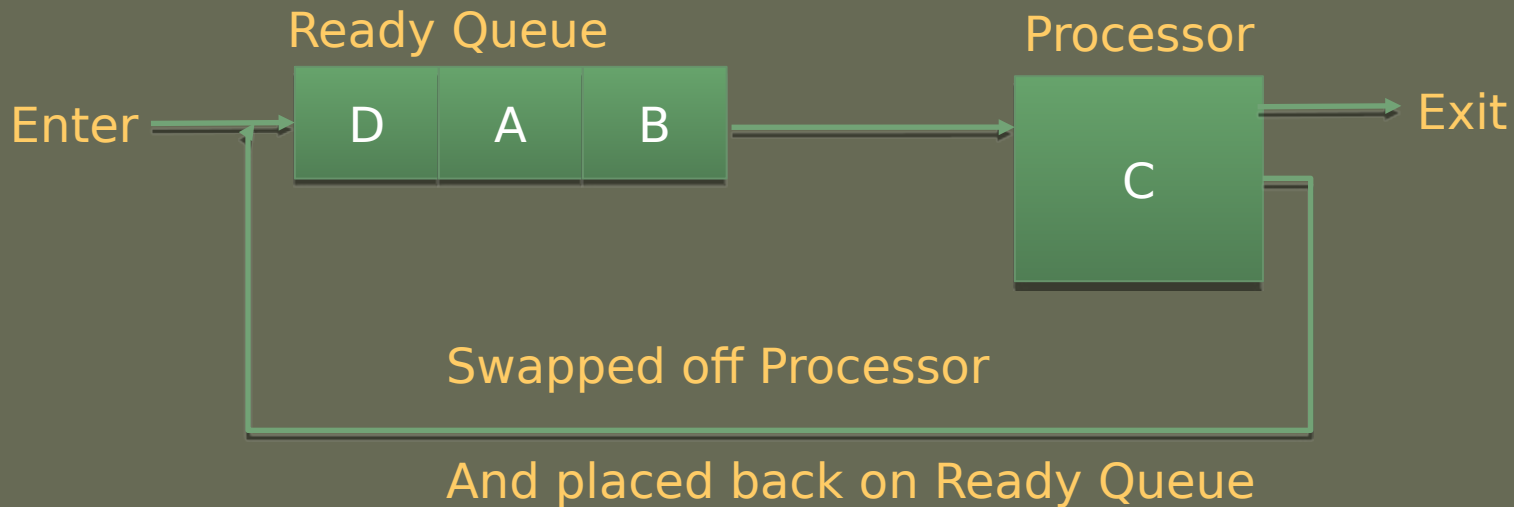 Ready Queue
Processor
Enter
D A B
Exit
C
Swapped off Processor
And placed back on Ready Queue